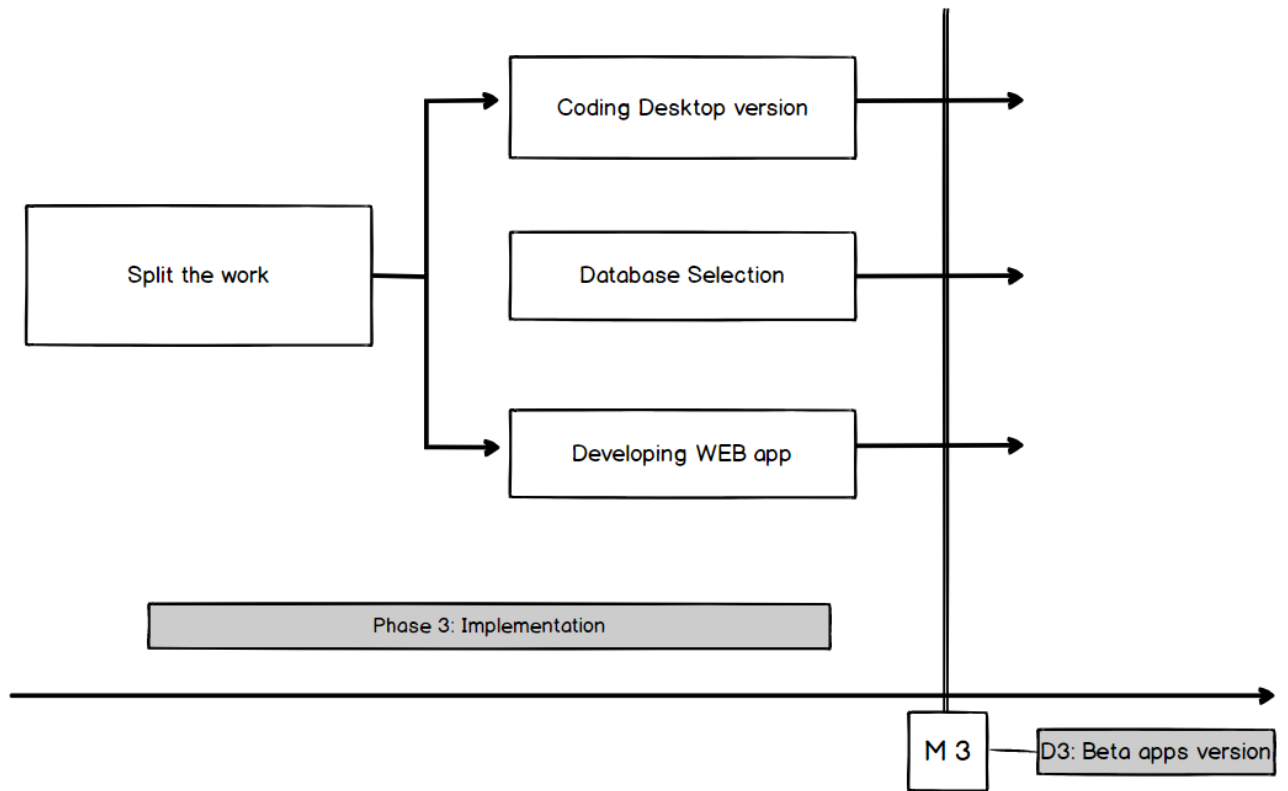 Coding Desktop version
Split the work
Database Selection
Developing WEB app
Phase 3: Implementation
M 3
D3: Beta apps version